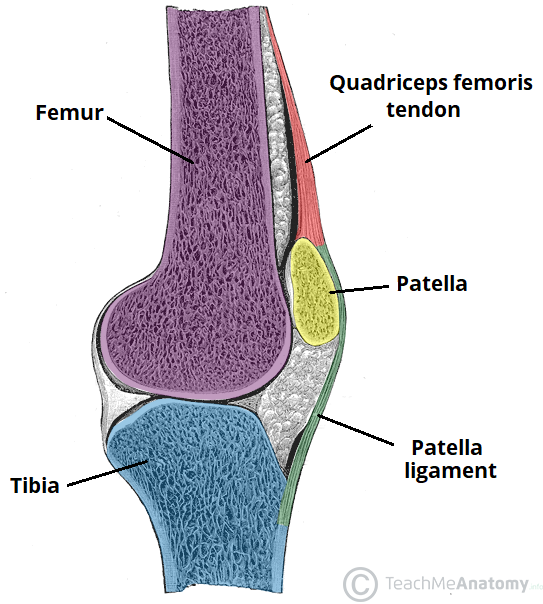 Quadriceps femoris
tendon
Femur
Patella
Patella
ligament
Tibia
© TeachMeAnatomy